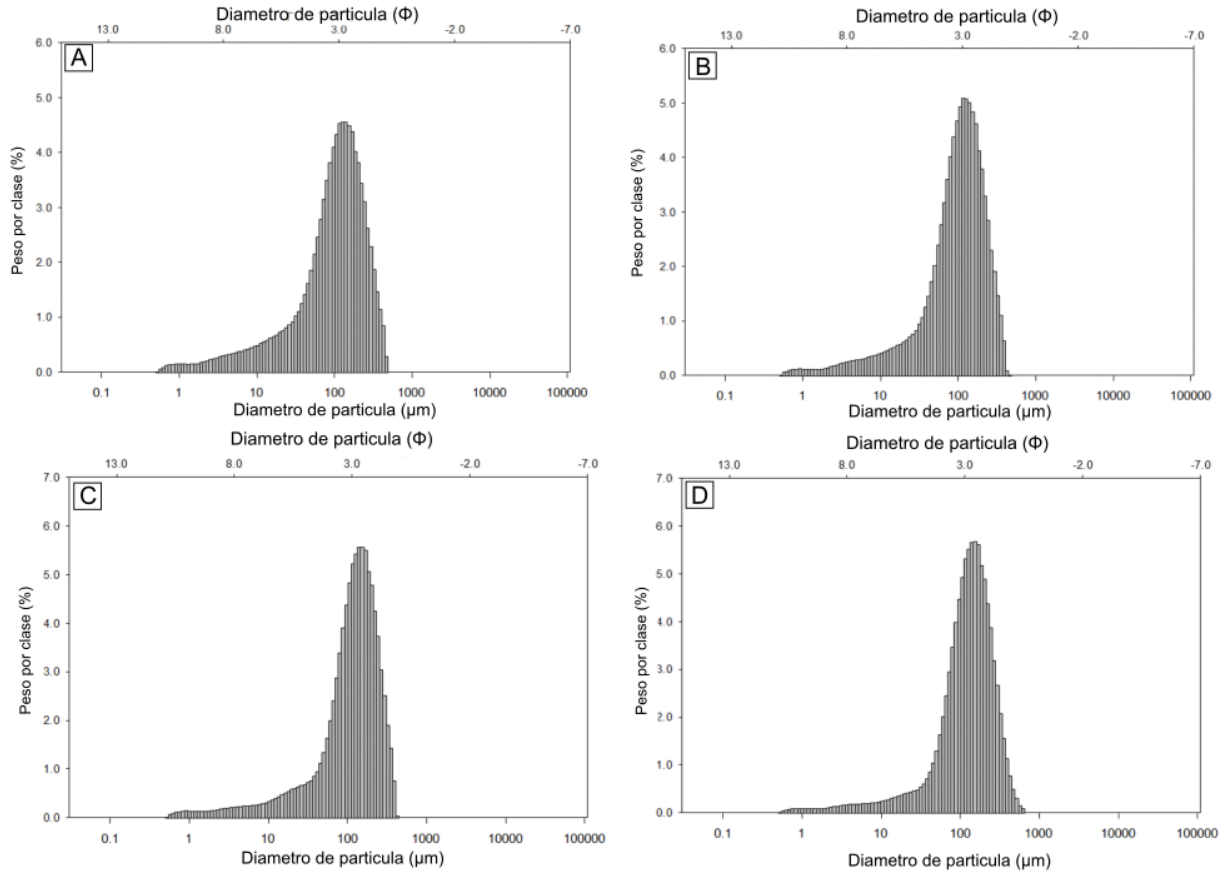 Diametro de particula (Φ)
13.0 8.0 3.0 -2.0 -7.0
A
6.0
5.0
4.0
3.0
2.0
1.0
0.0
Peso por clase (%)
0.1 1 10 100 1000 10000 100000
Diametro de particula (µm)
Diametro de particula (Φ)
13.0 8.0 3.0 -2.0 -7.0
B
6.0
5.0
4.0
3.0
2.0
1.0
0.0
Peso por clase (%)
0.1 1 10 100 1000 10000 100000
Diametro de particula (µm)
Diametro de particula (Φ)
13.0 8.0 3.0 -2.0 -7.0
C
7.0
6.0
5.0
4.0
3.0
2.0
1.0
0.0
Peso por clase (%)
0.1 1 10 100 1000 10000 100000
Diametro de particula (µm)
Diametro de particula (Φ)
13.0 8.0 3.0 -2.0 -7.0
D
7.0
6.0
5.0
4.0
3.0
2.0
1.0
0.0
Peso por clase (%)
0.1 1 10 100 1000 10000 100000
Diametro de particula (µm)